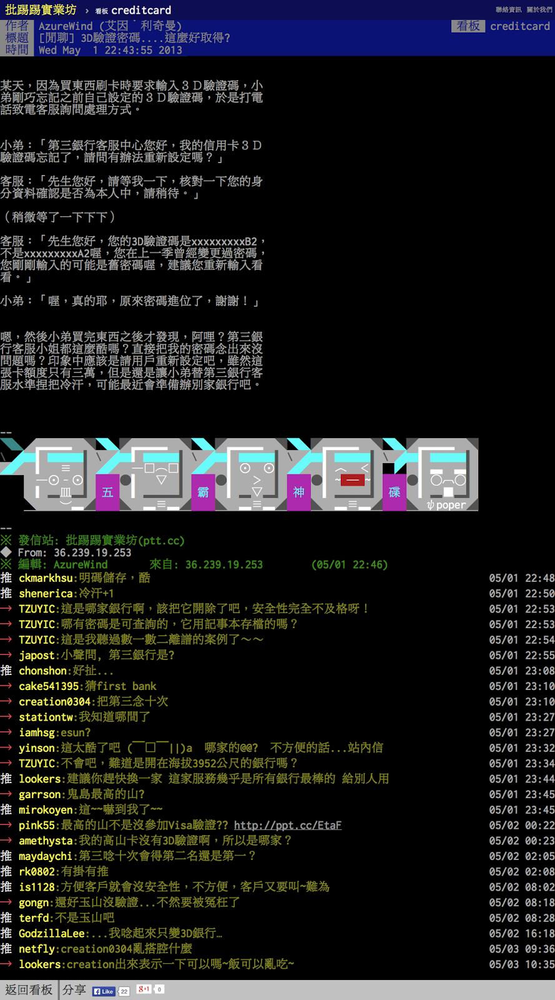 批踢踢實業坊 › 看板 creditcard 聯絡資訊 關於我們
作者 AzureWind (艾因‧利奇曼) 看板 creditcard
標題 [閒聊] 3D驗證密碼....這麼好取得?
時間 Wed May  1 22:43:55 2013
某天，因為買東西刷卡時要求輸入３Ｄ驗證碼，小
弟剛巧忘記之前自己設定的３Ｄ驗證碼，於是打電
話致電客服詢問處理方式。
小弟：「第三銀行客服中心您好，我的信用卡３Ｄ
驗證碼忘記了，請問有辦法重新設定嗎？」
客服：「先生您好，請等我一下，核對一下您的身
分資料確認是否為本人中，請稍待。」
（稍微等了一下下下）
客服：「先生您好，您的3D驗證碼是xxxxxxxxxB2，
不是xxxxxxxxxA2喔，您在上一季曾經變更過密碼，
您剛剛輸入的可能是舊密碼喔，建議您重新輸入看
看。」
小弟：「喔，真的耶，原來密碼進位了，謝謝！」
嗯，然後小弟買完東西之後才發現，阿哩？第三銀
行客服小姐都這麼酷嗎？直接把我的密碼念出來沒
問題嗎？印象中應該是請用戶重新設定吧，雖然這
張卡額度只有三萬，但是還是讓小弟替第三銀行客
服水準捏把冷汗，可能最近會準備辦別家銀行吧。
--
五 霸 神 碟
ψpoper
--
※ 發信站: 批踢踢實業坊(ptt.cc)
◆ From: 36.239.19.253
※ 編輯: AzureWind 來自: 36.239.19.253 (05/01 22:46)
推 ckmarkhsu:明碼儲存，酷 05/01 22:48
推 shenerica:冷汗+1 05/01 22:50
→ TZUYIC:這是哪家銀行啊，該把它開除了吧，安全性完全不及格呀！ 05/01 22:53
→ TZUYIC:哪有密碼是可查詢的，它用記事本存檔的嗎？ 05/01 22:53
→ TZUYIC:這是我聽過數一數二離譜的案例了～～ 05/01 22:54
→ japost:小聲問, 第三銀行是? 05/01 22:55
推 chonshon:好扯... 05/01 23:08
→ cake541395:猜first bank 05/01 23:10
→ creation0304:把第三念十次 05/01 23:10
→ stationtw:我知道哪間了 05/01 23:27
→ iamhsg:esun? 05/01 23:27
→ yinson:這太酷了吧 (￣□￣||)a  哪家的@@?  不方便的話...站內信 05/01 23:32
→ TZUYIC:不會吧，難道是開在海拔3952公尺的銀行嗎？ 05/01 23:34
推 lookers:建議你趕快換一家 這家服務幾乎是所有銀行最棒的 給別人用 05/01 23:44
→ garrson:鬼島最高的山? 05/01 23:45
推 mirokoyen:這~~嚇到我了~~ 05/01 23:45
→ pink55:最高的山不是沒參加Visa驗證?? http://ppt.cc/EtaF 05/02 00:22
→ amethysta:我的高山卡沒有3D驗證啊，所以是哪家？ 05/02 00:23
推 maydaychi:第三唸十次會得第二名還是第一？ 05/02 02:05
推 rk0802:有掛有推 05/02 02:08
推 is1128:方便客戶就會沒安全性，不方便，客戶又要叫~難為 05/02 08:02
→ gongn:還好玉山沒驗證...不然要被冤枉了 05/02 08:18
推 terfd:不是玉山吧 05/02 08:28
推 GodzillaLee:...我唸起來只變3D銀行… 05/02 16:18
推 netfly:creation0304亂搭腔什麼 05/03 09:36
→ lookers:creation出來表示一下可以嗎~飯可以亂吃~ 05/03 10:35
返回看板 分享 Like 22 g+1 0